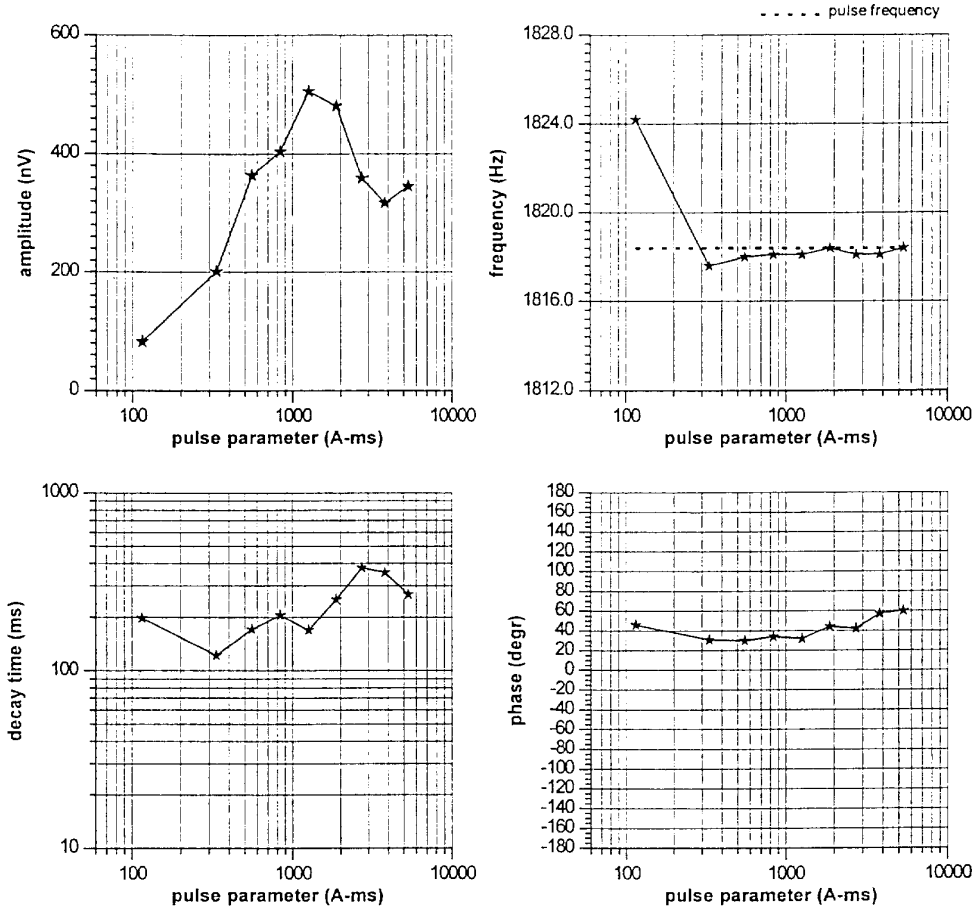 pulse frequency
600
400
200
0
amplitude (nV)
100 1000 10000
pulse parameter (A-ms)
1828.0
1824.0
1820.0
1816.0
1812.0
frequency (Hz)
100 1000 10000
pulse parameter (A-ms)
1000
100
10
decay time (ms)
100 1000 10000
pulse parameter (A-ms)
180
160
140
120
100
80
60
40
20
0
-20
-40
-60
-80
-100
-120
-140
-160
-180
phase (degr)
100 1000 10000
pulse parameter (A-ms)